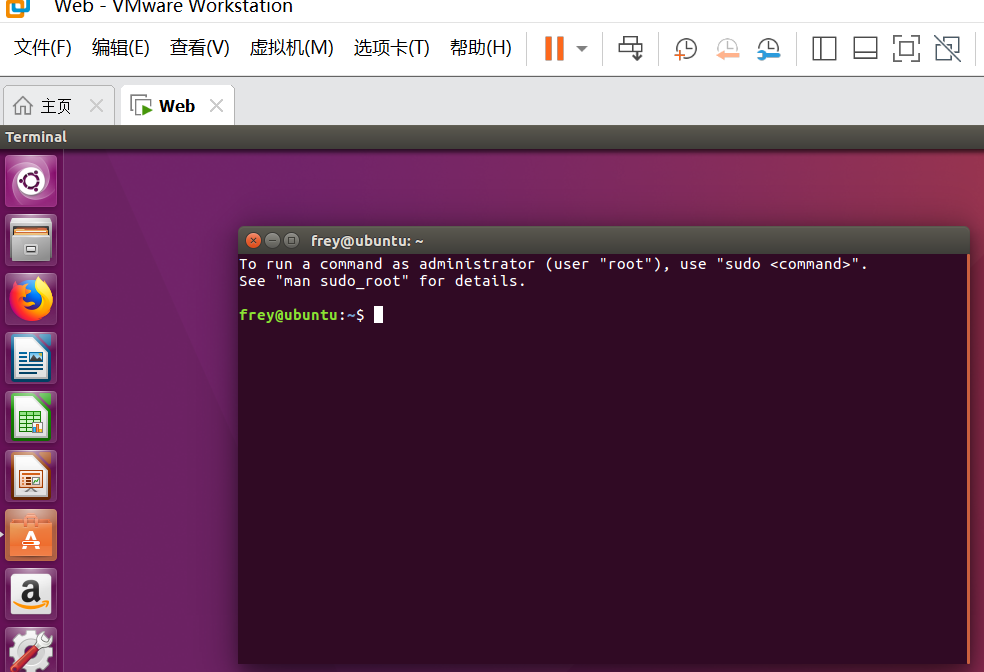 Web - VMware Workstation
文件(F) 编辑(E) 查看(V) 虚拟机(M) 选项卡(T) 帮助(H)
主页 Web
Terminal
frey@ubuntu: ~
To run a command as administrator (user "root"), use "sudo <command>".
See "man sudo_root" for details.
frey@ubuntu:~$